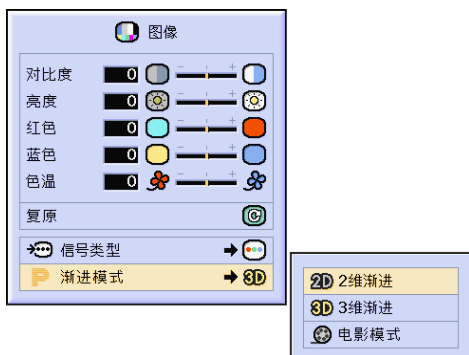 图像
对比度 0
亮度 0
红色 0
蓝色 0
色温 0
复原
信号类型
P 渐进模式 3D
2D 2维渐进
3D 3维渐进
电影模式